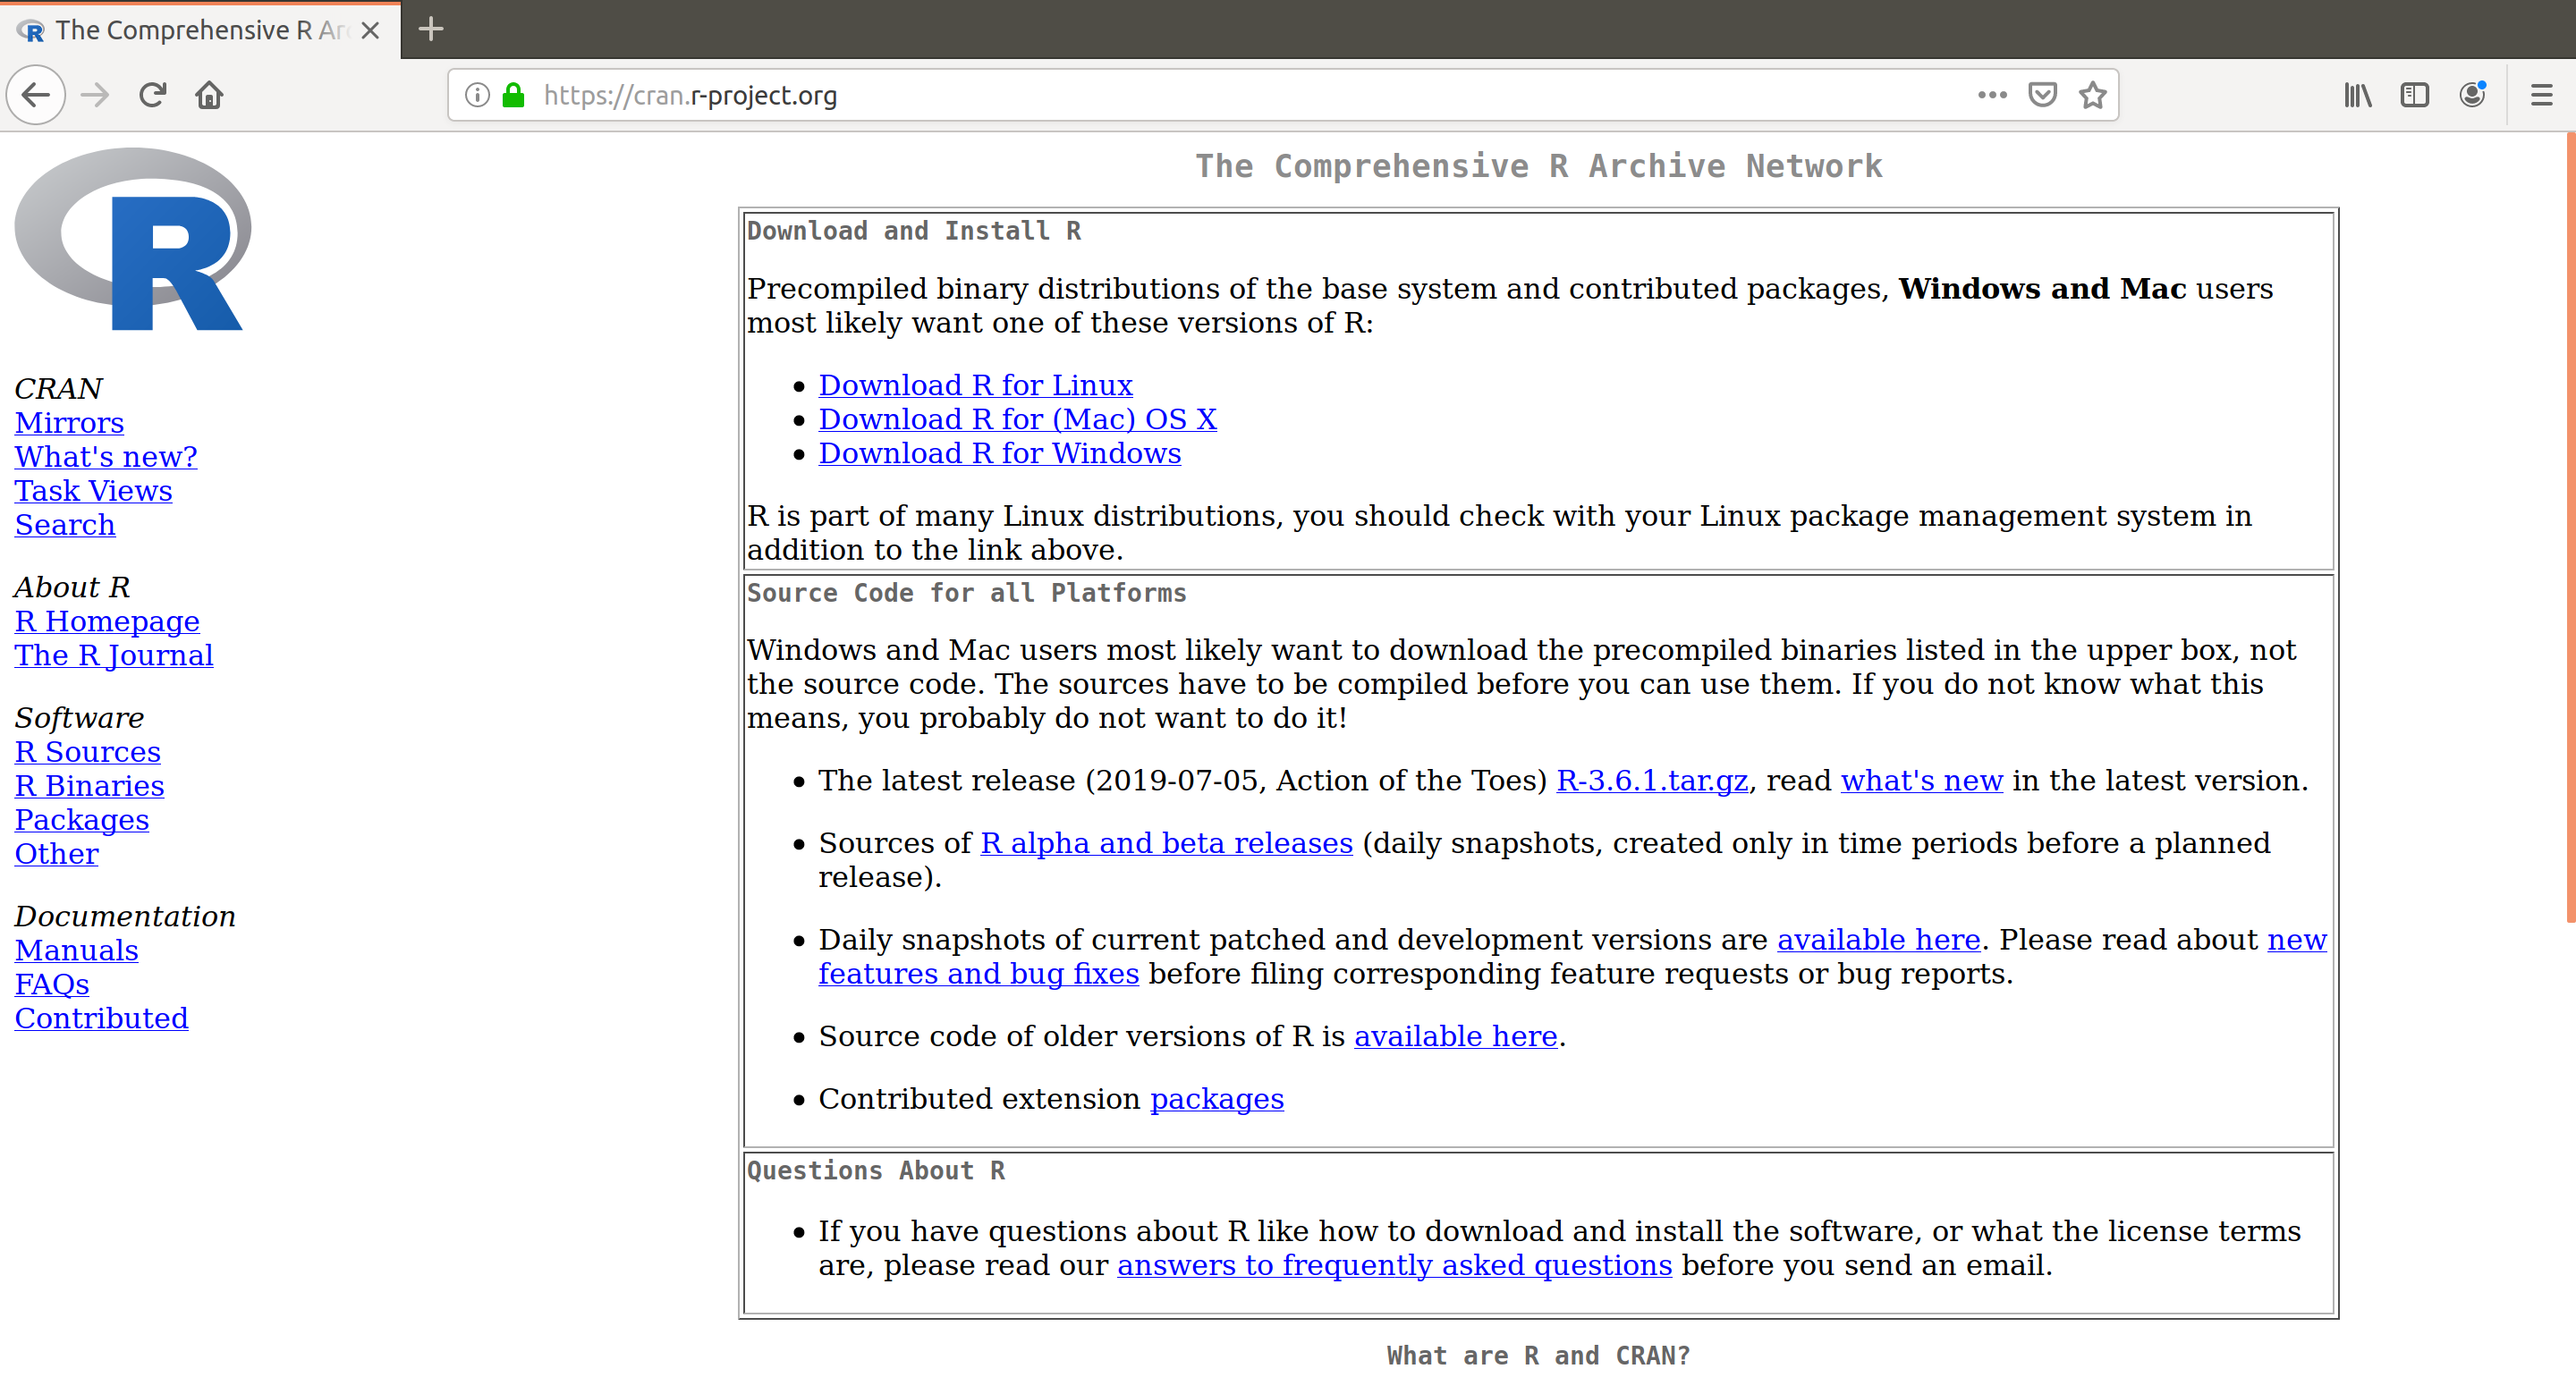 The Comprehensive R Arc
https://cran.r-project.org
R
CRAN
Mirrors
What's new?
Task Views
Search
About R
R Homepage
The R Journal
Software
R Sources
R Binaries
Packages
Other
Documentation
Manuals
FAQs
Contributed
The Comprehensive R Archive Network
Download and Install R
Precompiled binary distributions of the base system and contributed packages, Windows and Mac users
most likely want one of these versions of R:
Download R for Linux
Download R for (Mac) OS X
Download R for Windows
R is part of many Linux distributions, you should check with your Linux package management system in
addition to the link above.
Source Code for all Platforms
Windows and Mac users most likely want to download the precompiled binaries listed in the upper box, not
the source code. The sources have to be compiled before you can use them. If you do not know what this
means, you probably do not want to do it!
The latest release (2019-07-05, Action of the Toes) R-3.6.1.tar.gz, read what's new in the latest version.
Sources of R alpha and beta releases (daily snapshots, created only in time periods before a planned
release).
Daily snapshots of current patched and development versions are available here. Please read about new
features and bug fixes before filing corresponding feature requests or bug reports.
Source code of older versions of R is available here.
Contributed extension packages
Questions About R
If you have questions about R like how to download and install the software, or what the license terms
are, please read our answers to frequently asked questions before you send an email.
What are R and CRAN?